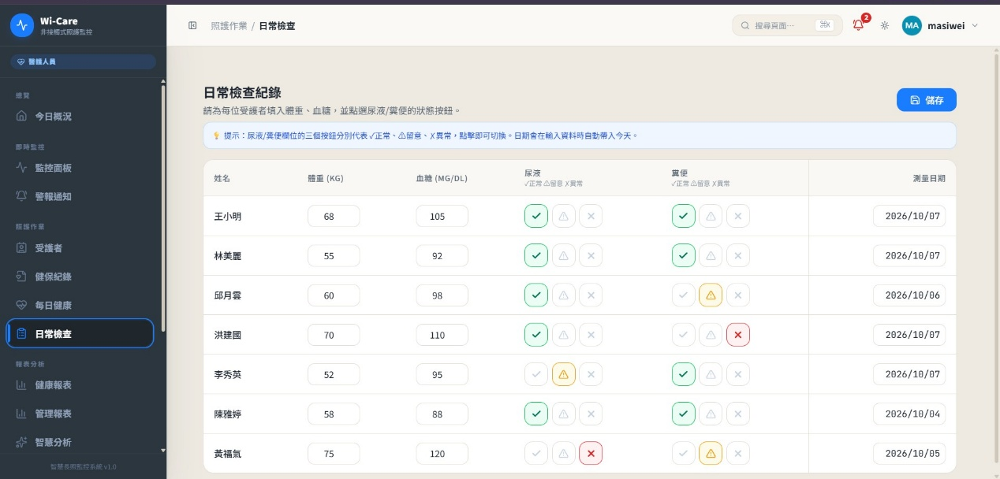 Wi-Care
非接觸式照護監控
醫護人員
總覽
今日概況
即時監控
監控面板
警報通知
照護作業
受護者
健保紀錄
每日健康
日常檢查
報表分析
健康報表
管理報表
智慧分析
智慧長照監控系統 v1.0
照護作業 / 日常檢查
搜尋頁面… ⌘K
2
MA masiwei
日常檢查紀錄
請為每位受護者填入體重、血糖，並點選尿液/糞便的狀態按鈕。
儲存
💡 提示：尿液/糞便欄位的三個按鈕分別代表 ✓正常、⚠留意、✗異常，點擊即可切換。日期會在輸入資料時自動帶入今天。
姓名 體重 (KG) 血糖 (MG/DL) 尿液 糞便 測量日期
✓正常 ⚠留意 ✗異常 ✓正常 ⚠留意 ✗異常
王小明 68 105 2026/10/07
林美麗 55 92 2026/10/07
邱月雲 60 98 2026/10/06
洪建國 70 110 2026/10/07
李秀英 52 95 2026/10/07
陳雅婷 58 88 2026/10/04
黃福氣 75 120 2026/10/05